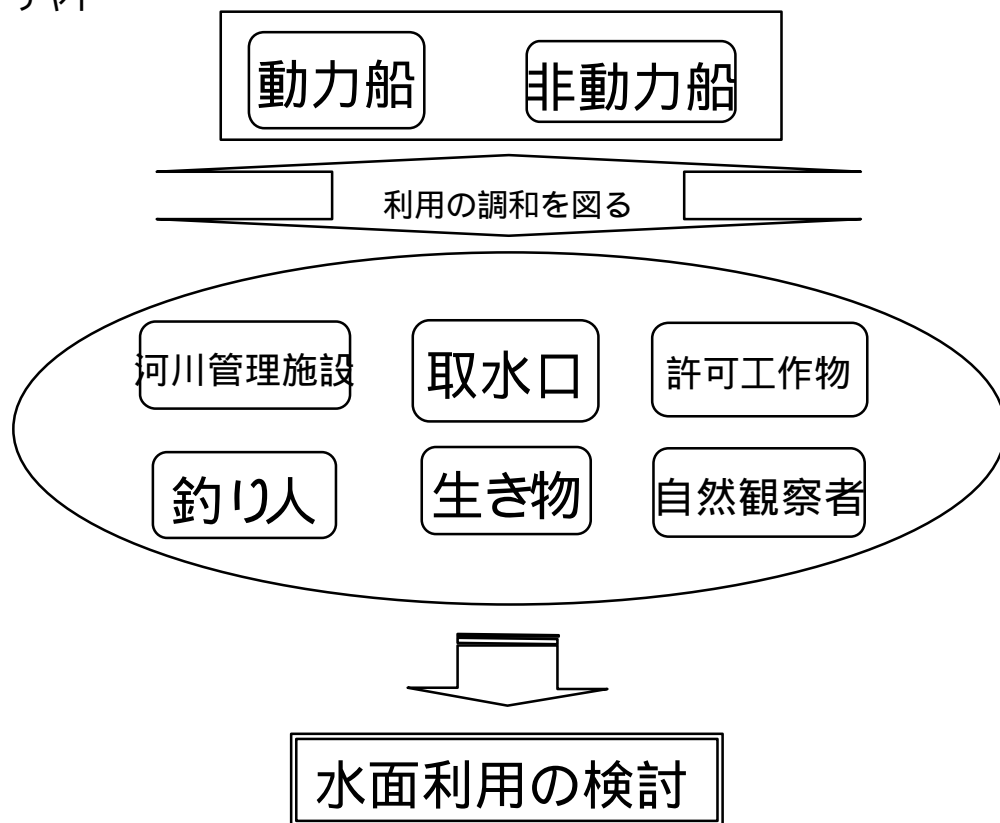 動力船 非動力船
利用の調和を図る
河川管理施設 取水口 許可工作物
釣り人 生き物 自然観察者
水面利用の検討